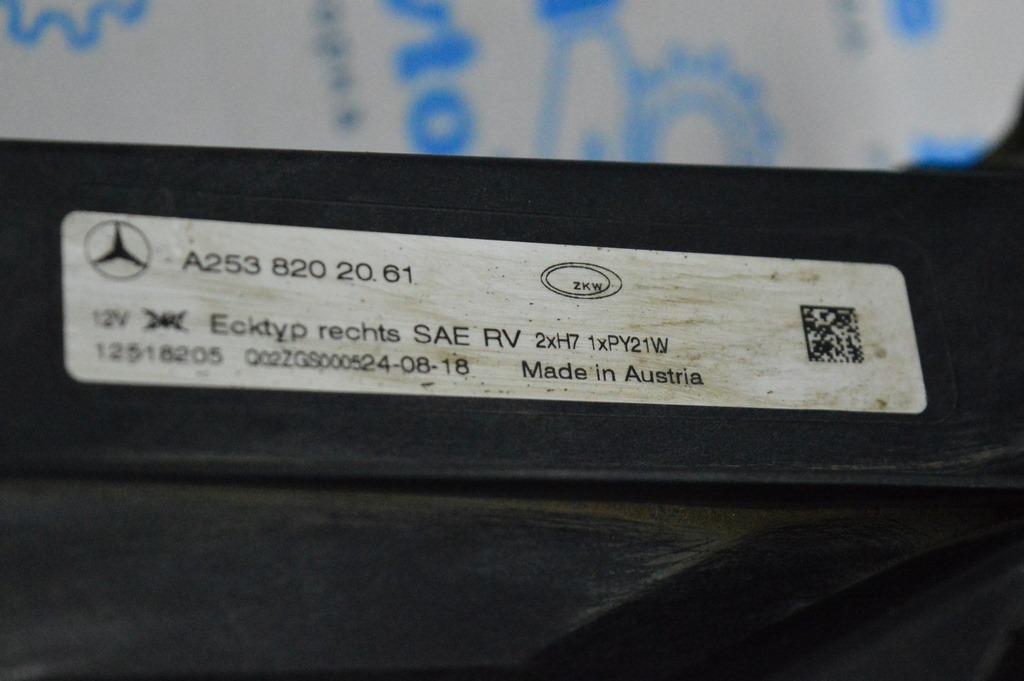 A253 820 20.61
ZKW
12V Ecktyp rechts SAE RV 2xH7 1xPY21W
12518205 Q02ZGS000524-08-18 Made in Austria